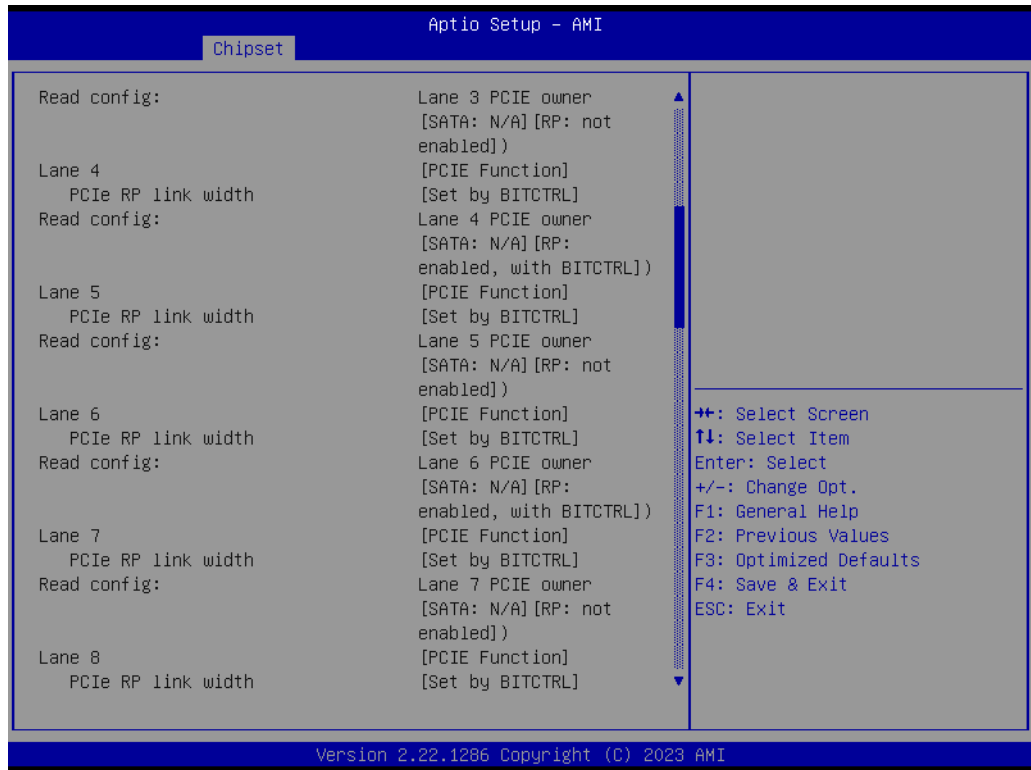 Aptio Setup – AMI
Chipset
Read config: Lane 3 PCIE owner
[SATA: N/A][RP: not
enabled])
Lane 4 [PCIE Function]
PCIe RP link width [Set by BITCTRL]
Read config: Lane 4 PCIE owner
[SATA: N/A][RP:
enabled, with BITCTRL])
Lane 5 [PCIE Function]
PCIe RP link width [Set by BITCTRL]
Read config: Lane 5 PCIE owner
[SATA: N/A][RP: not
enabled])
Lane 6 [PCIE Function]
PCIe RP link width [Set by BITCTRL]
Read config: Lane 6 PCIE owner
[SATA: N/A][RP:
enabled, with BITCTRL])
Lane 7 [PCIE Function]
PCIe RP link width [Set by BITCTRL]
Read config: Lane 7 PCIE owner
[SATA: N/A][RP: not
enabled])
Lane 8 [PCIE Function]
PCIe RP link width [Set by BITCTRL]
→←: Select Screen
↑↓: Select Item
Enter: Select
+/-: Change Opt.
F1: General Help
F2: Previous Values
F3: Optimized Defaults
F4: Save & Exit
ESC: Exit
Version 2.22.1286 Copyright (C) 2023 AMI